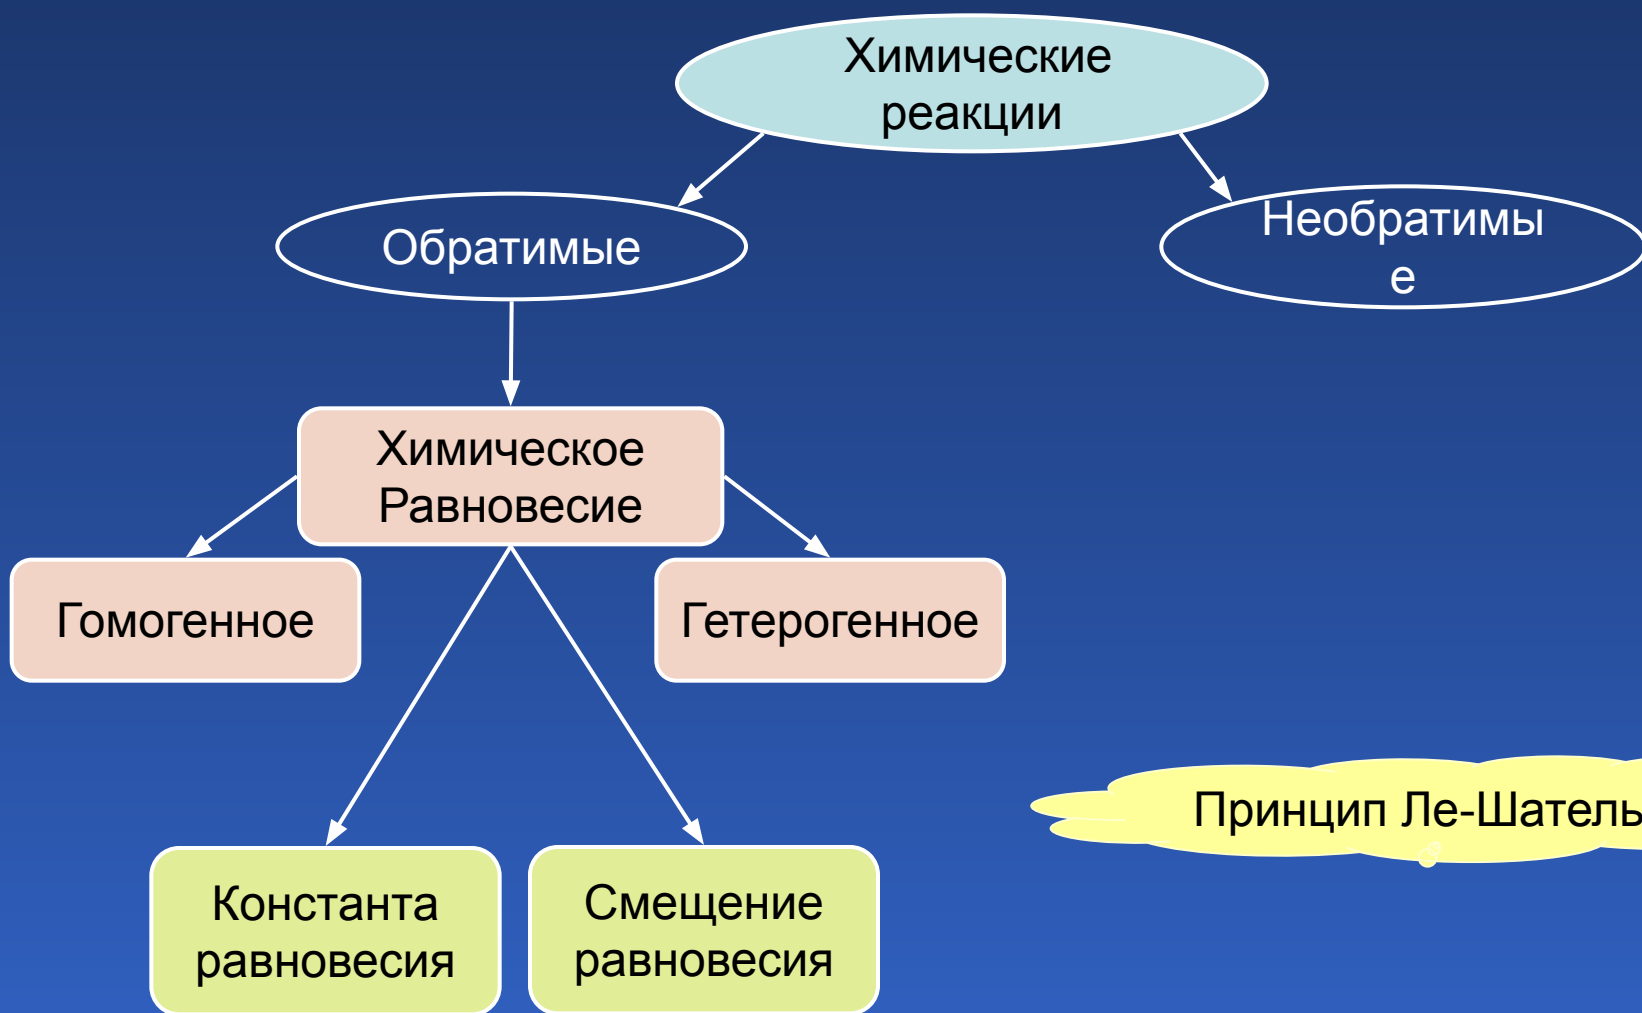 Химические
реакции
Обратимые
Необратимы
е
Химическое
Равновесие
Гомогенное
Гетерогенное
Принцип Ле-Шатель
Константа
равновесия
Смещение
равновесия